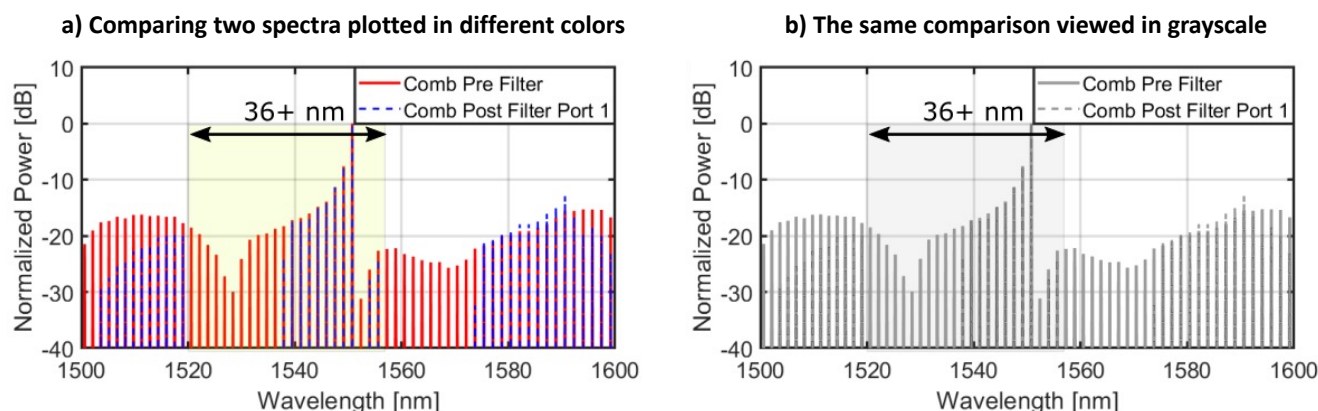 a) Comparing two spectra plotted in different colors
10
0
-10
-20
-30
-40
Normalized Power [dB]
Comb Pre Filter
Comb Post Filter Port 1
36+ nm
1500
1520
1540
1560
1580
1600
Wavelength [nm]
b) The same comparison viewed in grayscale
10
0
-10
-20
-30
-40
Normalized Power [dB]
Comb Pre Filter
Comb Post Filter Port 1
36+ nm
1500
1520
1540
1560
1580
1600
Wavelength [nm]